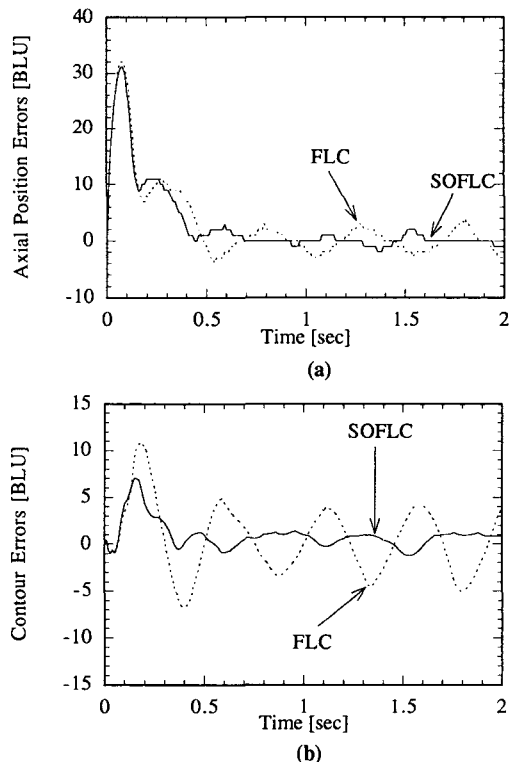 40
30
20
10
0
-10
Axial Position Errors [BLU]
FLC
SOFLC
0
0.5
1
1.5
2
Time [sec]
(a)
15
10
5
0
-5
-10
-15
Contour Errors [BLU]
SOFLC
FLC
0
0.5
1
1.5
2
Time [sec]
(b)